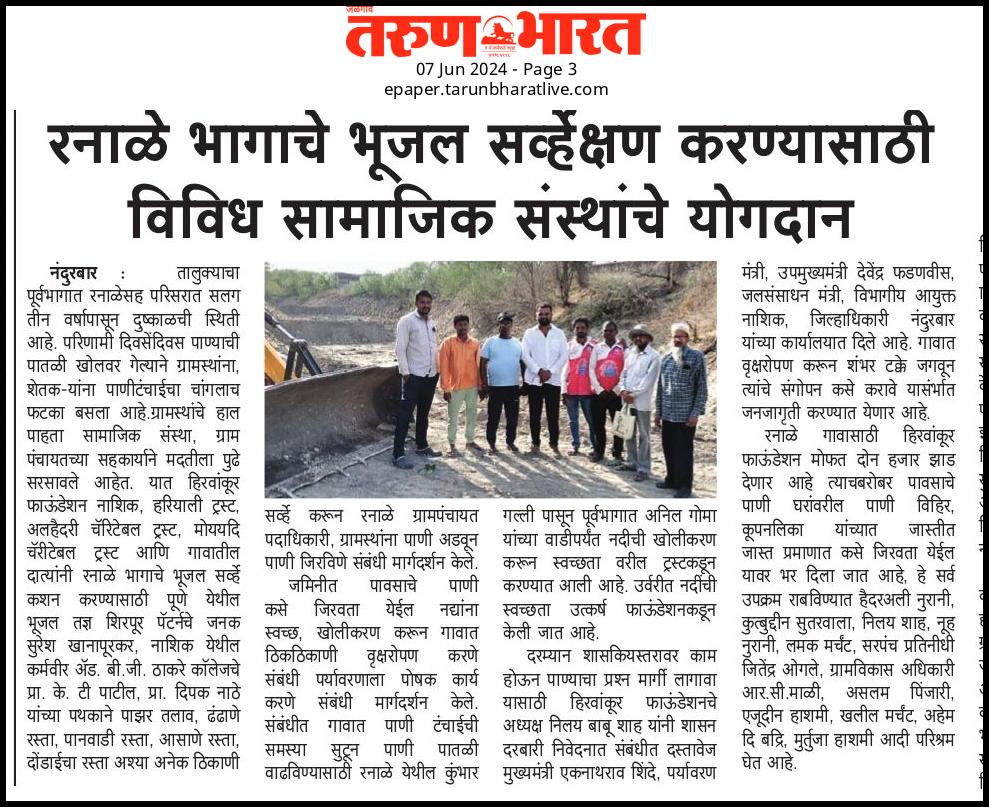 जळगाव
तरुण भारत
07 Jun 2024 - Page 3
epaper.tarunbharatlive.com
रनाळे भागाचे भूजल सर्व्हेक्षण करण्यासाठी
विविध सामाजिक संस्थांचे योगदान
नंदुरबार : तालुक्याचा
पूर्वभागात रनाळेसह परिसरात सलग
तीन वर्षापासून दुष्काळची स्थिती
आहे. परिणामी दिवसेंदिवस पाण्याची
पातळी खोलवर गेल्याने ग्रामस्थांना,
शेतक-यांना पाणीटंचाईचा चांगलाच
फटका बसला आहे.ग्रामस्थांचे हाल
पाहता सामाजिक संस्था, ग्राम
पंचायतच्या सहकार्याने मदतीला पुढे
सरसावले आहेत. यात हिरवांकूर
फाऊंडेशन नाशिक, हरियाली ट्रस्ट,
अलहैदरी चॅरिटेबल ट्रस्ट, मोययदि
चॅरीटेबल ट्रस्ट आणि गावातील
दात्यांनी रनाळे भागाचे भूजल सर्व्हे
कशन करण्यासाठी पूणे येथील
भूजल तज्ञ शिरपूर पॅटर्नचे जनक
सुरेश खानापूरकर, नाशिक येथील
कर्मवीर ॲड. बी.जी. ठाकरे कॉलेजचे
प्रा. के. टी पाटील, प्रा. दिपक नाठे
यांच्या पथकाने पाझर तलाव, ढंढाणे
रस्ता, पानवाडी रस्ता, आसाणे रस्ता,
दोंडाईचा रस्ता अश्या अनेक ठिकाणी
सर्व्हे करून रनाळे ग्रामपंचायत
पदाधिकारी, ग्रामस्थांना पाणी अडवून
पाणी जिरविणे संबंधी मार्गदर्शन केले.
जमिनीत पावसाचे पाणी
कसे जिरवता येईल नद्यांना
स्वच्छ, खोलीकरण करून गावात
ठिकठिकाणी वृक्षरोपण करणे
संबंधी पर्यावरणाला पोषक कार्य
करणे संबंधी मार्गदर्शन केले.
संबंधीत गावात पाणी टंचाईची
समस्या सुटून पाणी पातळी
वाढविण्यासाठी रनाळे येथील कुंभार
गल्ली पासून पूर्वभागात अनिल गोमा
यांच्या वाडीपर्यंत नदीची खोलीकरण
करून स्वच्छता वरील ट्रस्टकडून
करण्यात आली आहे. उर्वरीत नदीची
स्वच्छता उत्कर्ष फाऊंडेशनकडून
केली जात आहे.
दरम्यान शासकियस्तरावर काम
होऊन पाण्याचा प्रश्न मार्गी लागावा
यासाठी हिरवांकूर फाऊंडेशनचे
अध्यक्ष निलय बाबू शाह यांनी शासन
दरबारी निवेदनात संबंधीत दस्तावेज
मुख्यमंत्री एकनाथराव शिंदे, पर्यावरण
मंत्री, उपमुख्यमंत्री देवेंद्र फडणवीस,
जलसंसाधन मंत्री, विभागीय आयुक्त
नाशिक, जिल्हाधिकारी नंदुरबार
यांच्या कार्यालयात दिले आहे. गावात
वृक्षरोपण करून शंभर टक्के जगवून
त्यांचे संगोपन कसे करावे यासंर्भात
जनजागृती करण्यात येणार आहे.
रनाळे गावासाठी हिरवांकूर
फाऊंडेशन मोफत दोन हजार झाड
देणार आहे त्याचबरोबर पावसाचे
पाणी घरांवरील पाणी विहिर,
कूपनलिका यांच्यात जास्तीत
जास्त प्रमाणात कसे जिरवता येईल
यावर भर दिला जात आहे, हे सर्व
उपक्रम राबविण्यात हैदरअली नुरानी,
कुत्बुद्दीन सुतरवाला, निलय शाह, नूह
नुरानी, लमक मर्चंट, सरपंच प्रतिनीधी
जितेंद्र ओगले, ग्रामविकास अधिकारी
आर.सी.माळी, असलम पिंजारी,
एजूदीन हाशमी, खलील मर्चंट, अहेम
दि बद्रि, मुर्तुजा हाशमी आदी परिश्रम
घेत आहे.